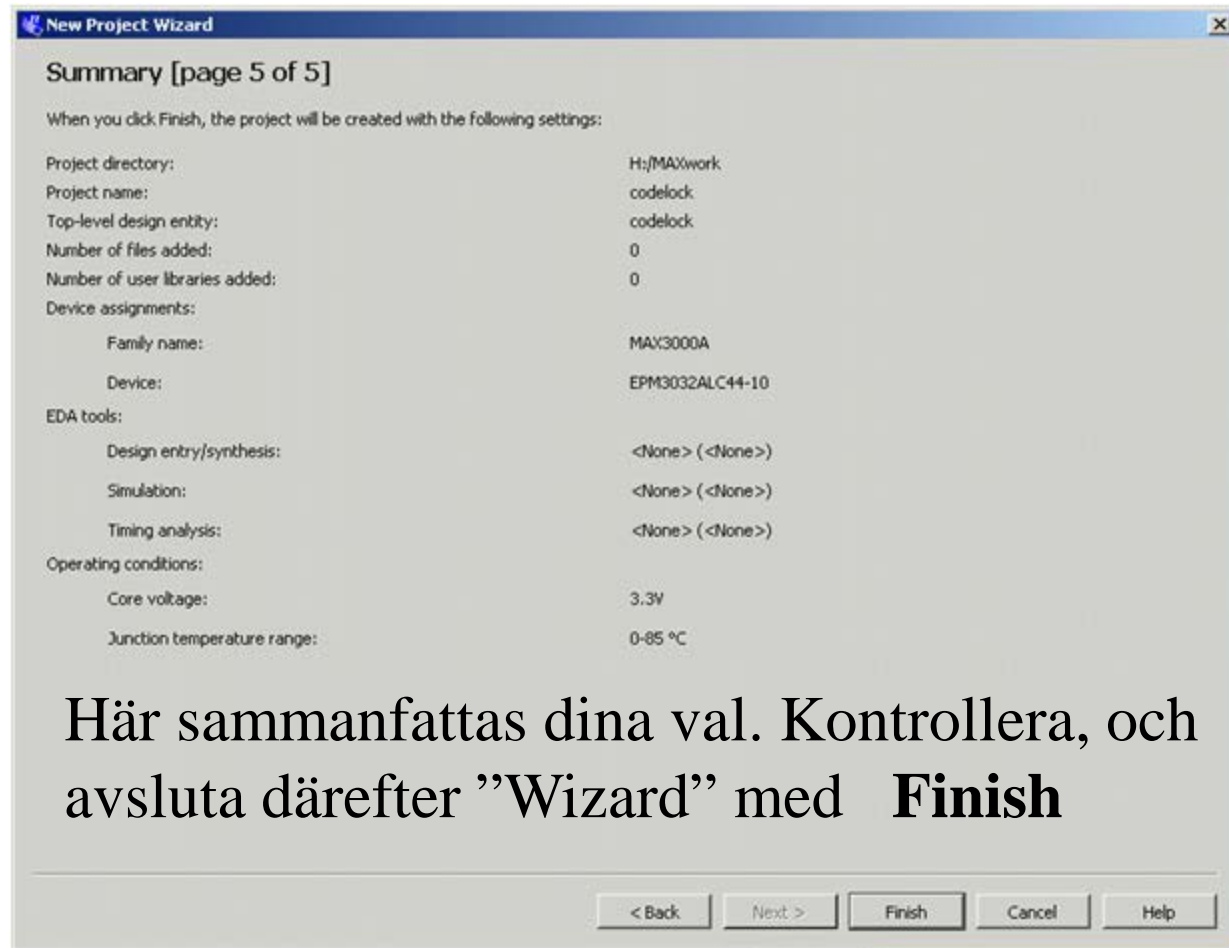 New Project Wizard
Summary [page 5 of 5]
When you click Finish, the project will be created with the following settings:
Project directory: H:/MAXwork
Project name: codelock
Top-level design entity: codelock
Number of files added: 0
Number of user libraries added: 0
Device assignments:
Family name: MAX3000A
Device: EPM3032ALC44-10
EDA tools:
Design entry/synthesis: <None> (<None>)
Simulation: <None> (<None>)
Timing analysis: <None> (<None>)
Operating conditions:
Core voltage: 3.3V
Junction temperature range: 0-85 °C
Här sammanfattas dina val. Kontrollera, och
avsluta därefter ”Wizard” med Finish
< Back Next > Finish Cancel Help